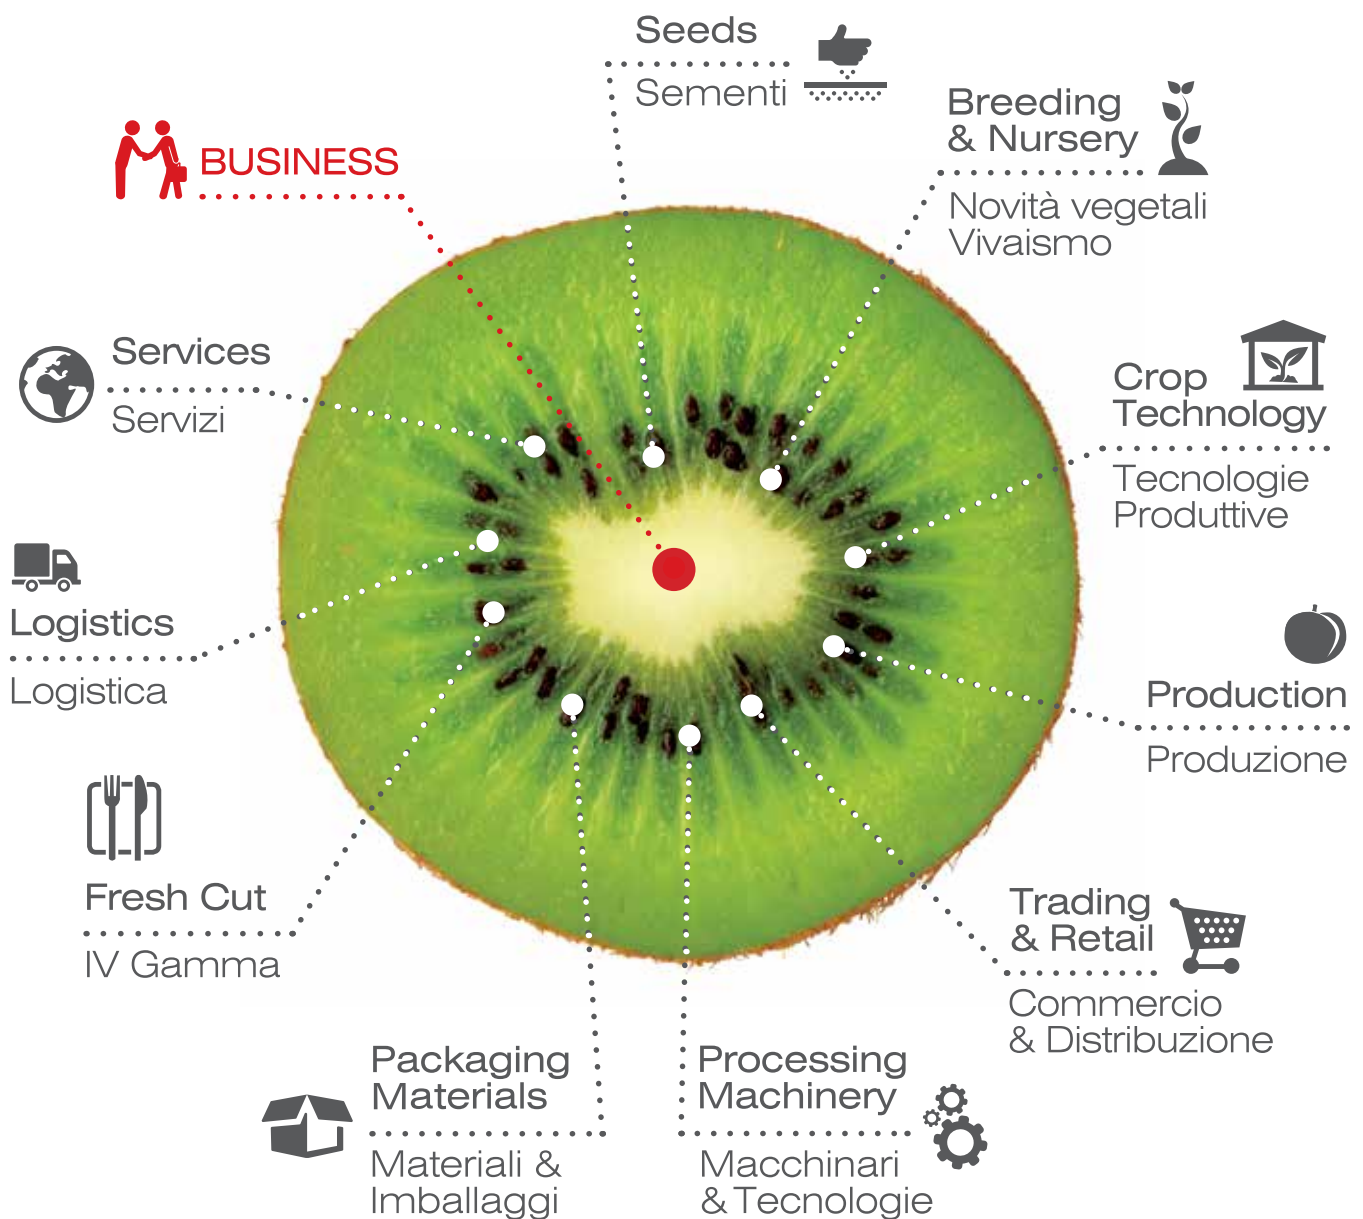 Seeds
Sementi
Breeding
& Nursery
Novità vegetali
Vivaismo
BUSINESS
Services
Servizi
Crop
Technology
Tecnologie
Produttive
Logistics
Logistica
Production
Produzione
Fresh Cut
IV Gamma
Trading
& Retail
Commercio
& Distribuzione
Packaging
Materials
Materiali &
Imballaggi
Processing
Machinery
Macchinari
& Tecnologie